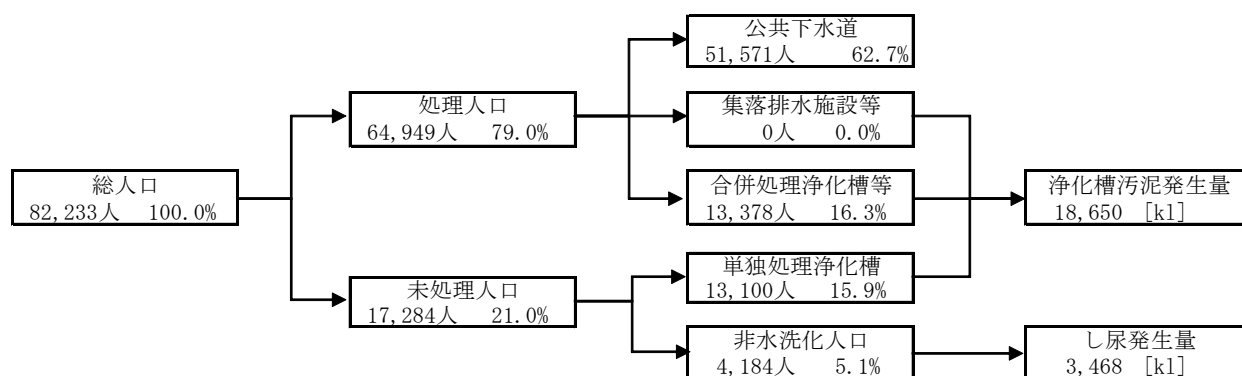 公共下水道
51,571人 62.7%
処理人口
64,949人 79.0%
集落排水施設等
0人 0.0%
総人口
82,233人 100.0%
合併処理浄化槽等
13,378人 16.3%
浄化槽汚泥発生量
18,650 [kl]
単独処理浄化槽
13,100人 15.9%
未処理人口
17,284人 21.0%
非水洗化人口
4,184人 5.1%
し尿発生量
3,468 [kl]